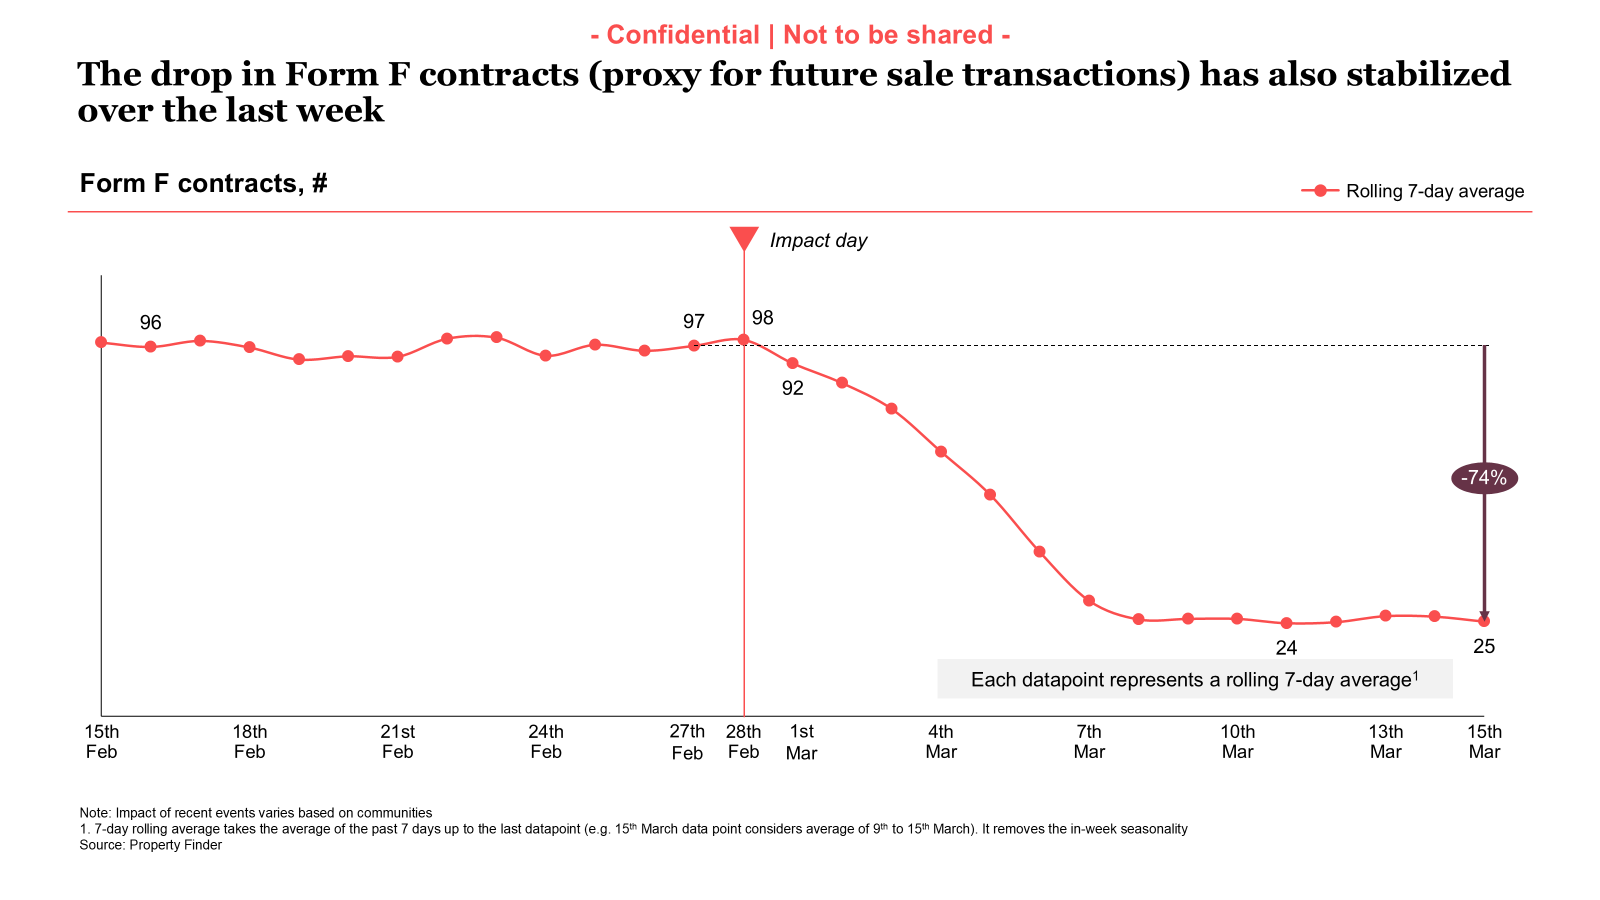 - Confidential | Not to be shared -
The drop in Form F contracts (proxy for future sale transactions) has also stabilized
over the last week
Form F contracts, #
Rolling 7-day average
Impact day
96
97
98
92
-74%
24
25
Each datapoint represents a rolling 7-day average1
15th
Feb
18th
Feb
21st
Feb
24th
Feb
27th
Feb
28th
Feb
1st
Mar
4th
Mar
7th
Mar
10th
Mar
13th
Mar
15th
Mar
Note: Impact of recent events varies based on communities
1. 7-day rolling average takes the average of the past 7 days up to the last datapoint (e.g. 15th March data point considers average of 9th to 15th March). It removes the in-week seasonality
Source: Property Finder